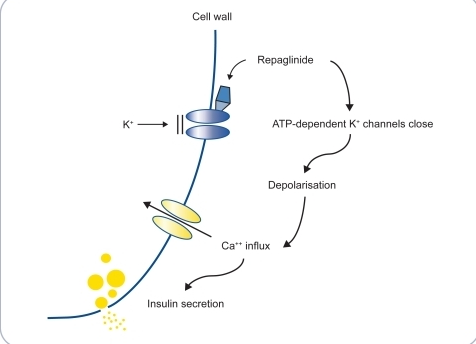 Cell wall
Repaglinide
K⁺
ATP-dependent K⁺ channels close
Depolarisation
Ca⁺⁺ influx
Insulin secretion